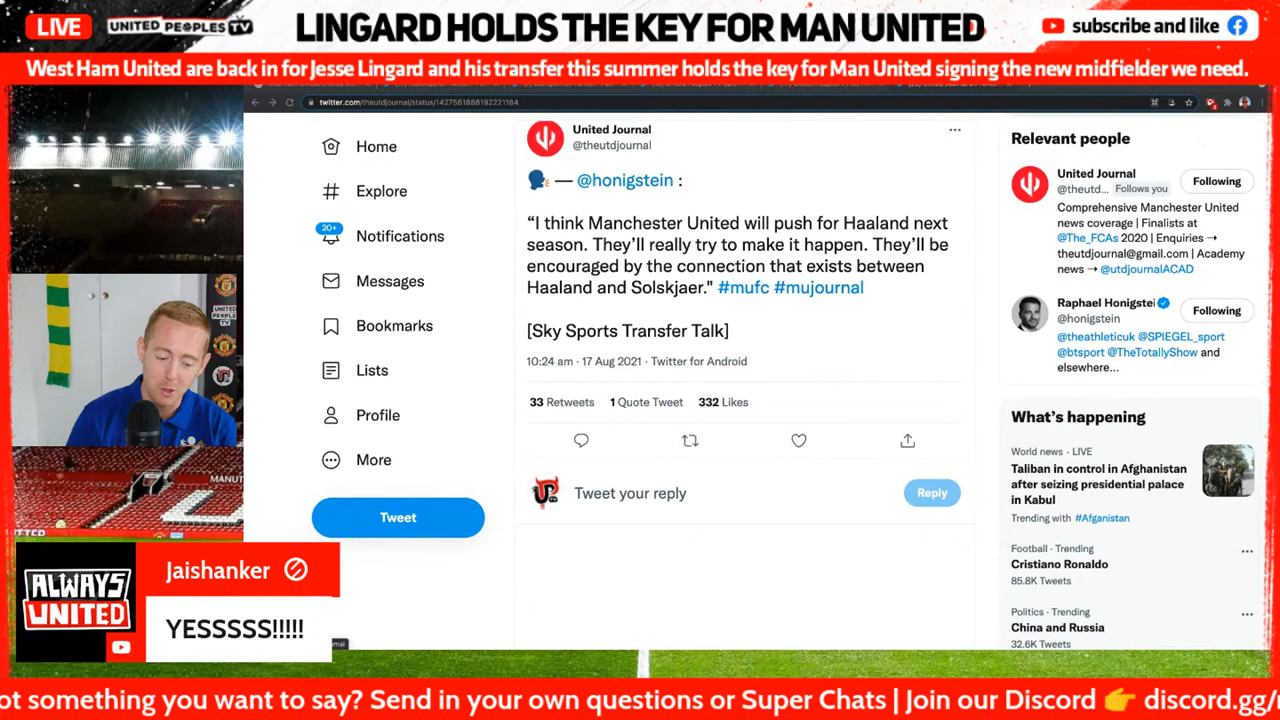 LIVE
UNITED PEOPLES TV
LINGARD HOLDS THE KEY FOR MAN UNITED
subscribe and like
West Ham United are back in for Jesse Lingard and his transfer this summer holds the key for Man United signing the new midfielder we need.
twitter.com/theutdjournal/status/1427561888192221184
Home
Explore
20+
Notifications
Messages
Bookmarks
Lists
Profile
More
Tweet
United Journal
@theutdjournal
— @honigstein :
“I think Manchester United will push for Haaland next
season. They’ll really try to make it happen. They’ll be
encouraged by the connection that exists between
Haaland and Solskjaer." #mufc #mujournal
[Sky Sports Transfer Talk]
10:24 am · 17 Aug 2021 · Twitter for Android
33 Retweets 1 Quote Tweet 332 Likes
Tweet your reply
Reply
Relevant people
United Journal
@theutd... Follows you
Following
Comprehensive Manchester United
news coverage | Finalists at
@The_FCAs 2020 | Enquiries →
theutdjournal@gmail.com | Academy
news → @utdjournalACAD
Raphael Honigstei
@honigstein
Following
@theathleticuk @SPIEGEL_sport
@btsport @TheTotallyShow and
elsewhere...
What’s happening
World news · LIVE
Taliban in control in Afghanistan
after seizing presidential palace
in Kabul
Trending with #Afganistan
Football · Trending
Cristiano Ronaldo
85.8K Tweets
Politics · Trending
China and Russia
32.6K Tweets
UNITED
MANUT
ALWAYS
UNITED
Jaishanker
YESSSSS!!!!!
ot something you want to say? Send in your own questions or Super Chats | Join our Discord 👉 discord.gg/